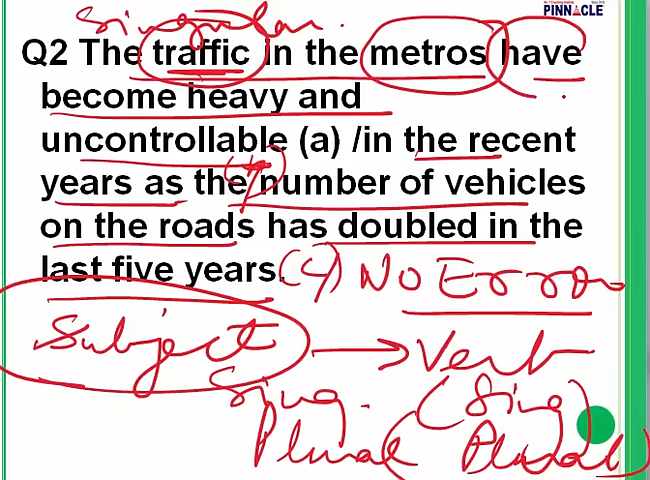 PINNACLE
Singular.
Q2 The traffic in the metros have
become heavy and
uncontrollable (a) /in the recent
years as the number of vehicles
on the roads has doubled in the
last five years. (4) No Error
Subject → Verb
Sing. (Sing)
Plural (Plural)